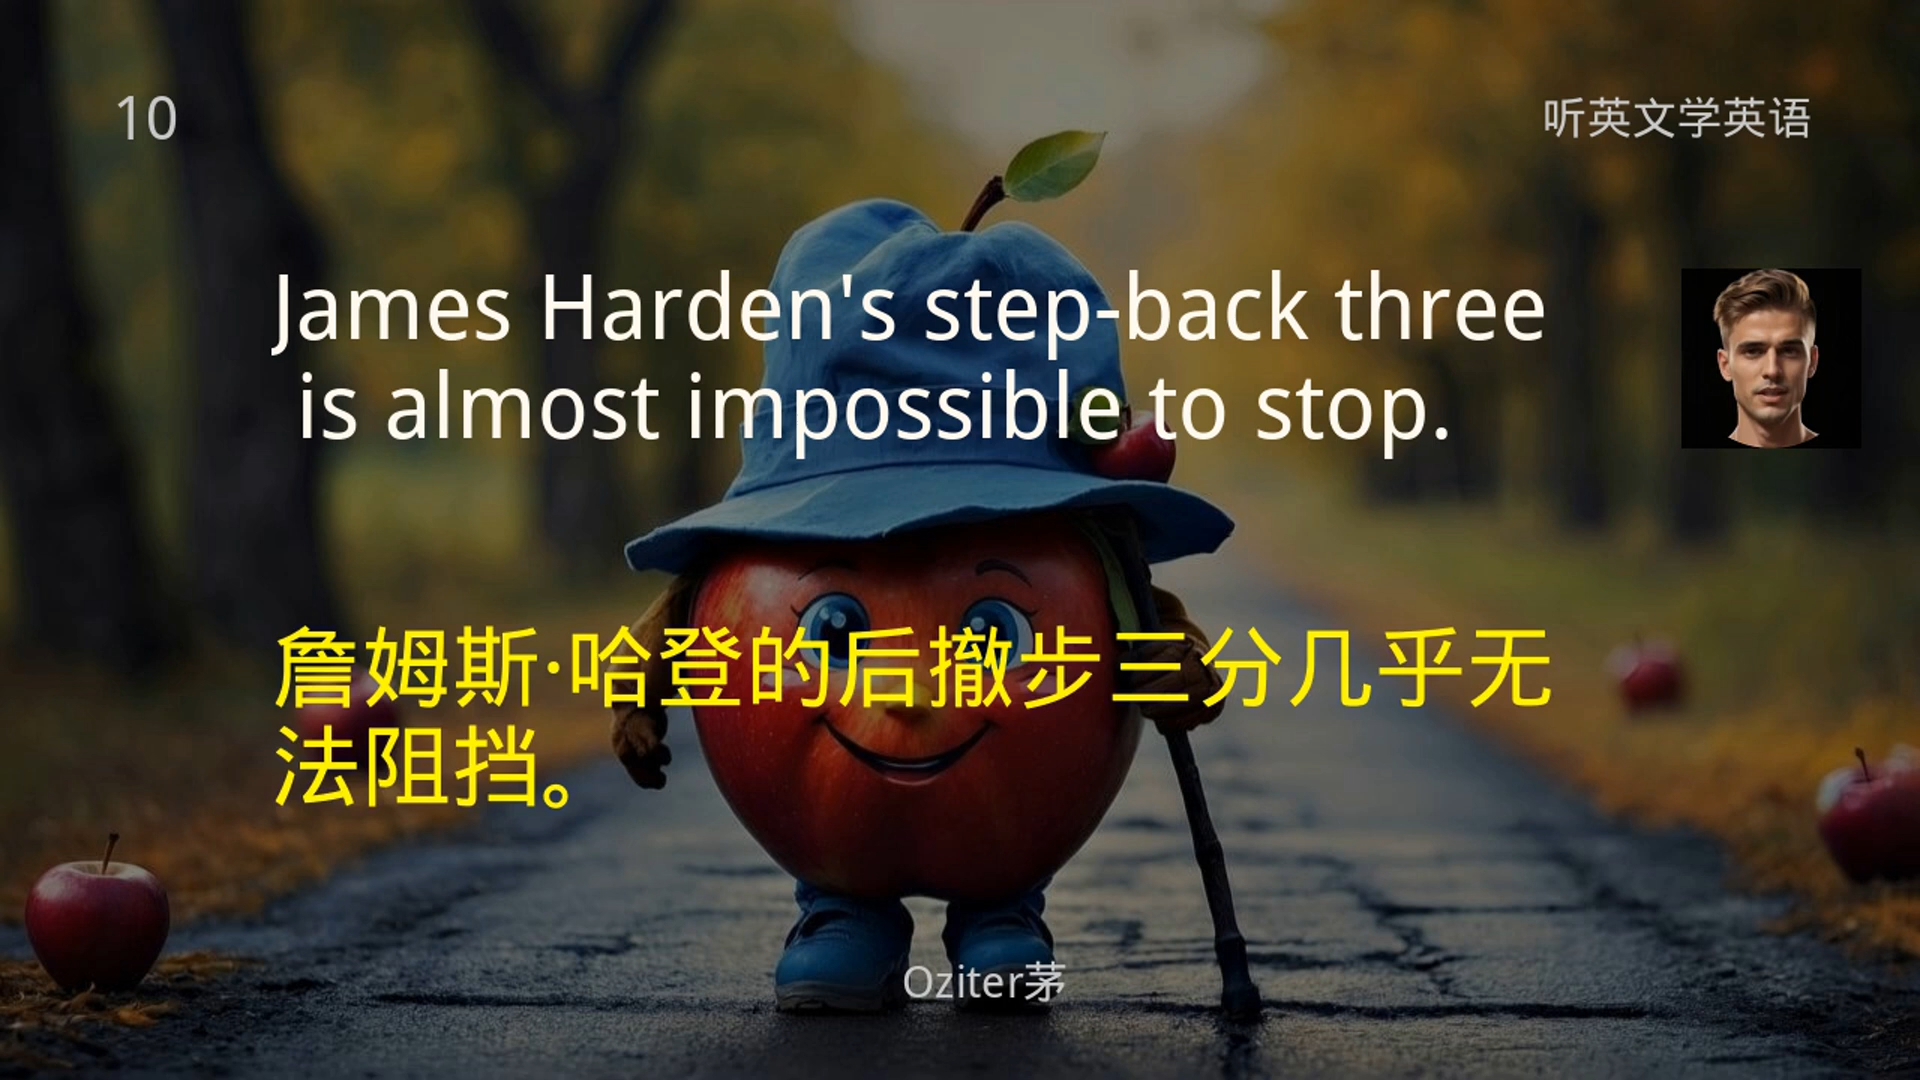 10
听英文学英语
James Harden's step-back three
is almost impossible to stop.
詹姆斯·哈登的后撤步三分几乎无
法阻挡。
Oziter茅